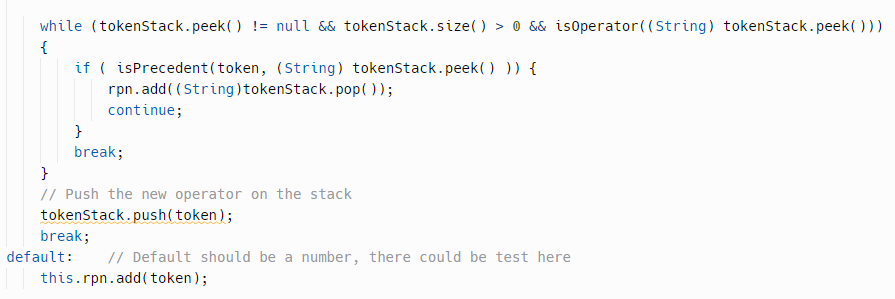 while (tokenStack.peek() != null && tokenStack.size() > 0 && isOperator((String) tokenStack.peek()))
{
if ( isPrecedent(token, (String) tokenStack.peek() )) {
rpn.add((String)tokenStack.pop());
continue;
}
break;
}
// Push the new operator on the stack
tokenStack.push(token);
break;
default:    // Default should be a number, there could be test here
this.rpn.add(token);